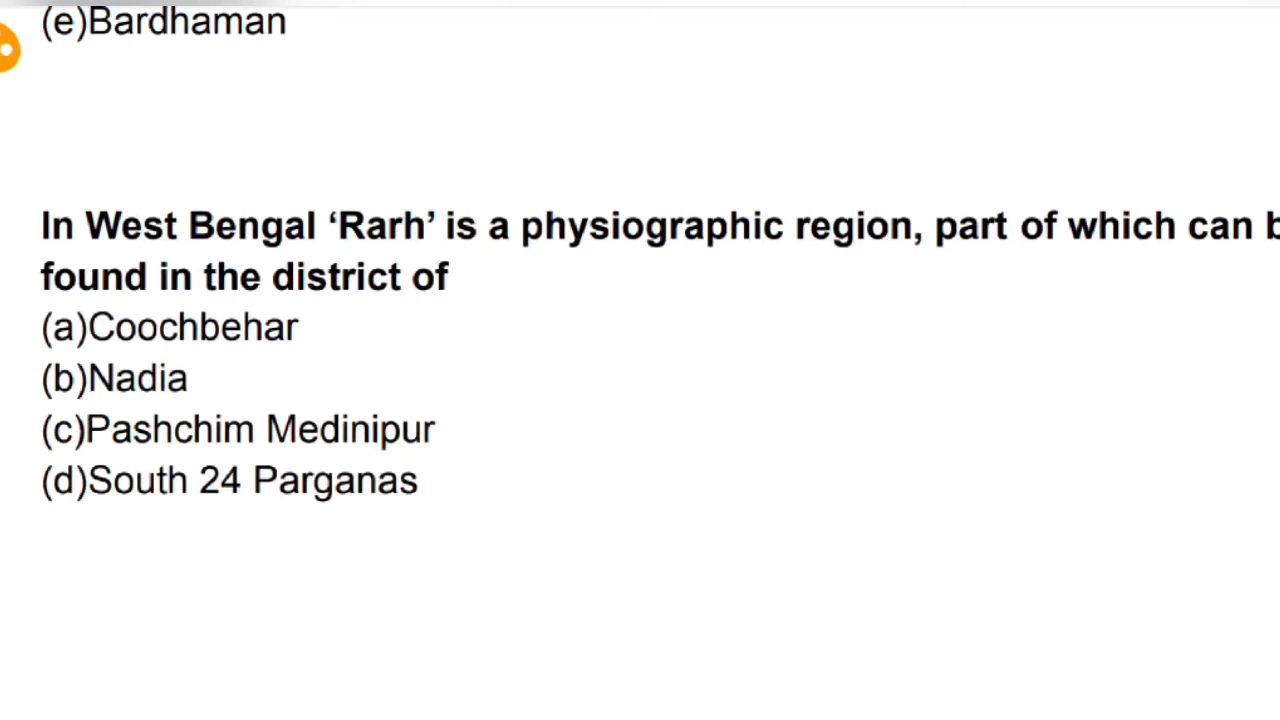 (e)Bardhaman
In West Bengal ‘Rarh’ is a physiographic region, part of which can
found in the district of
(a)Coochbehar
(b)Nadia
(c)Pashchim Medinipur
(d)South 24 Parganas